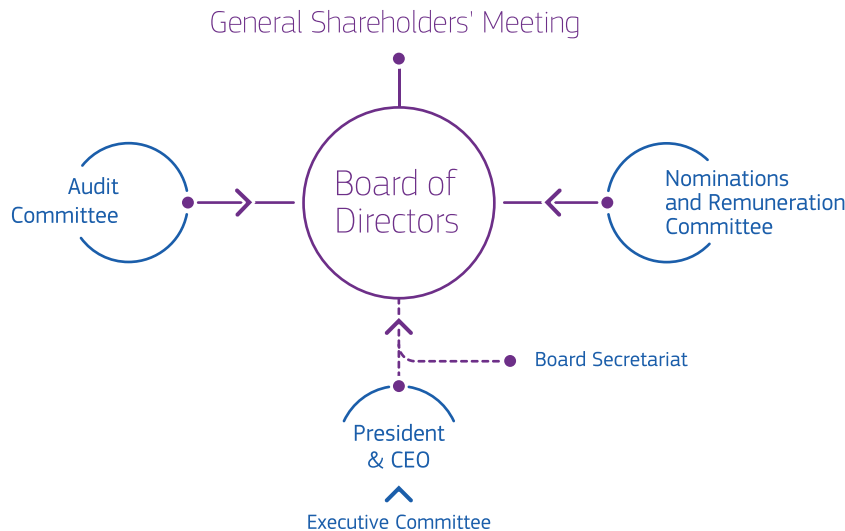 General Shareholders' Meeting
Audit
Committee
Board of
Directors
Nominations
and Remuneration
Committee
Board Secretariat
President
& CEO
Executive Committee